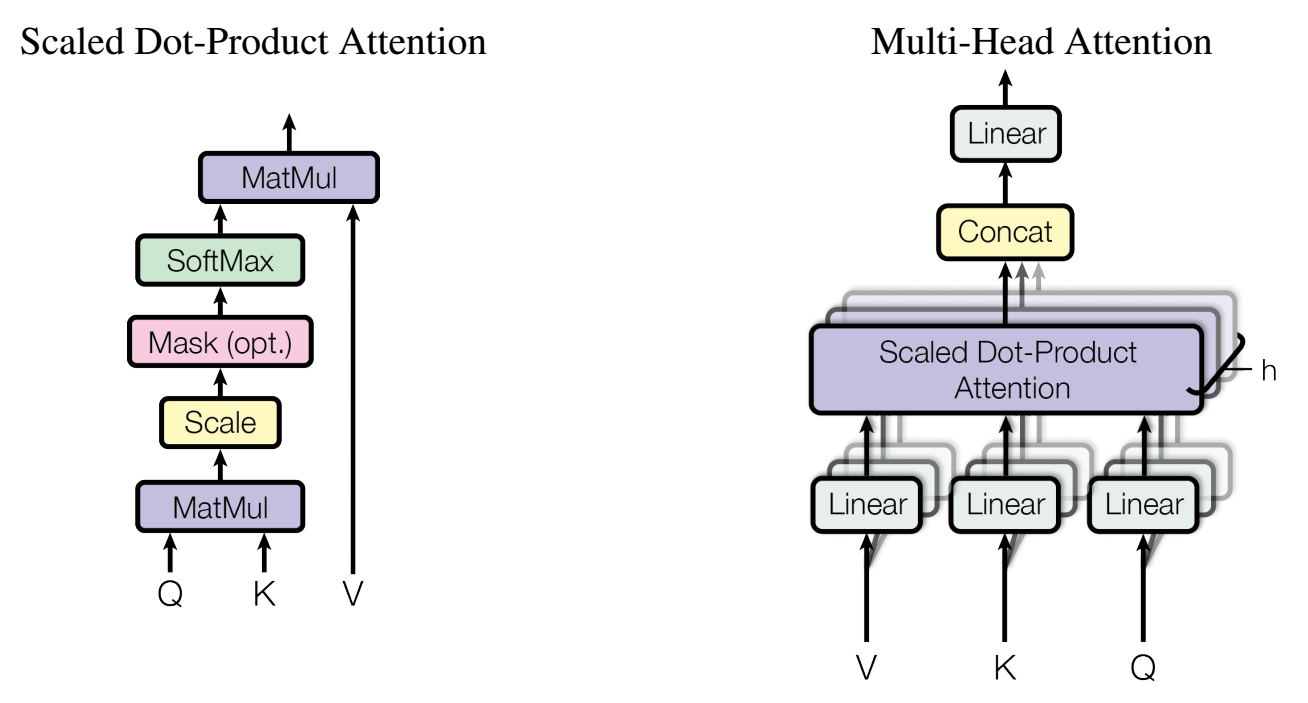 Scaled Dot-Product Attention
MatMul
SoftMax
Mask (opt.)
Scale
MatMul
Q K V
Multi-Head Attention
Linear
Concat
Scaled Dot-Product
Attention
h
Linear Linear Linear
V K Q